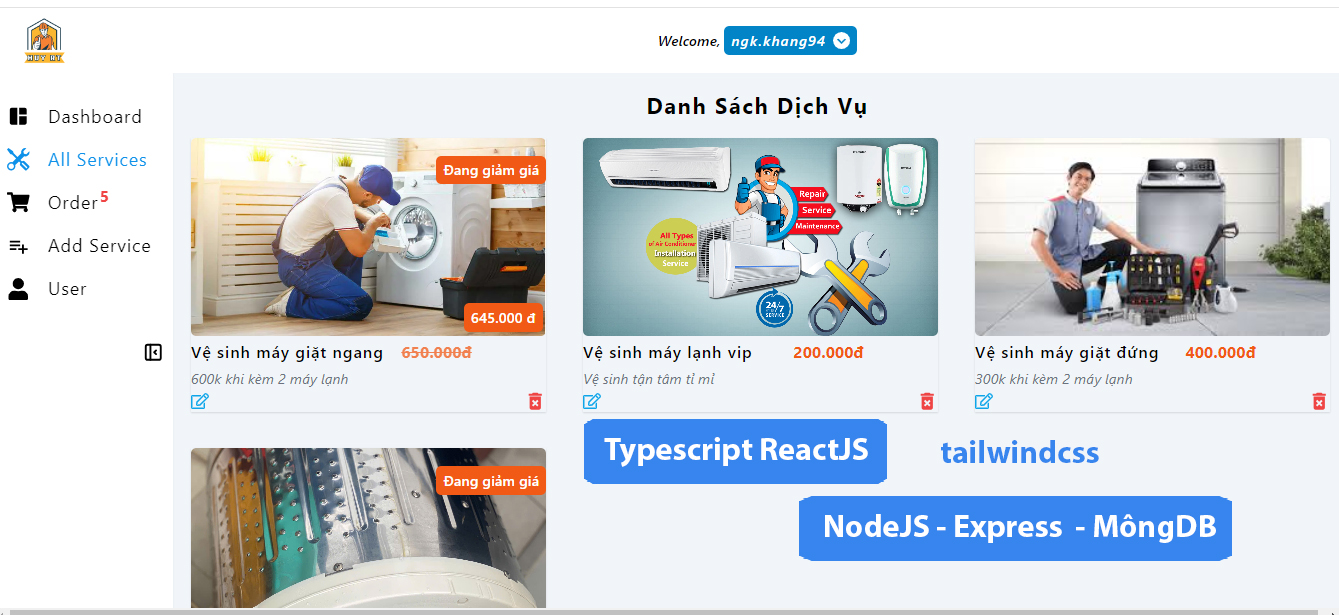 HUY BT
Welcome, ngk.khang94
Dashboard
All Services
Order 5
Add Service
User
Danh Sách Dịch Vụ
Đang giảm giá
645.000 đ
Vệ sinh máy giặt ngang 650.000đ
600k khi kèm 2 máy lạnh
Repair
Service
Maintenance
All Types
of Air Conditioner
Installation
Service
24/7
SERVICE
Vệ sinh máy lạnh vip 200.000đ
Vệ sinh tận tâm tỉ mỉ
Vệ sinh máy giặt đứng 400.000đ
300k khi kèm 2 máy lạnh
Đang giảm giá
Typescript ReactJS
tailwindcss
NodeJS - Express - MôngDB